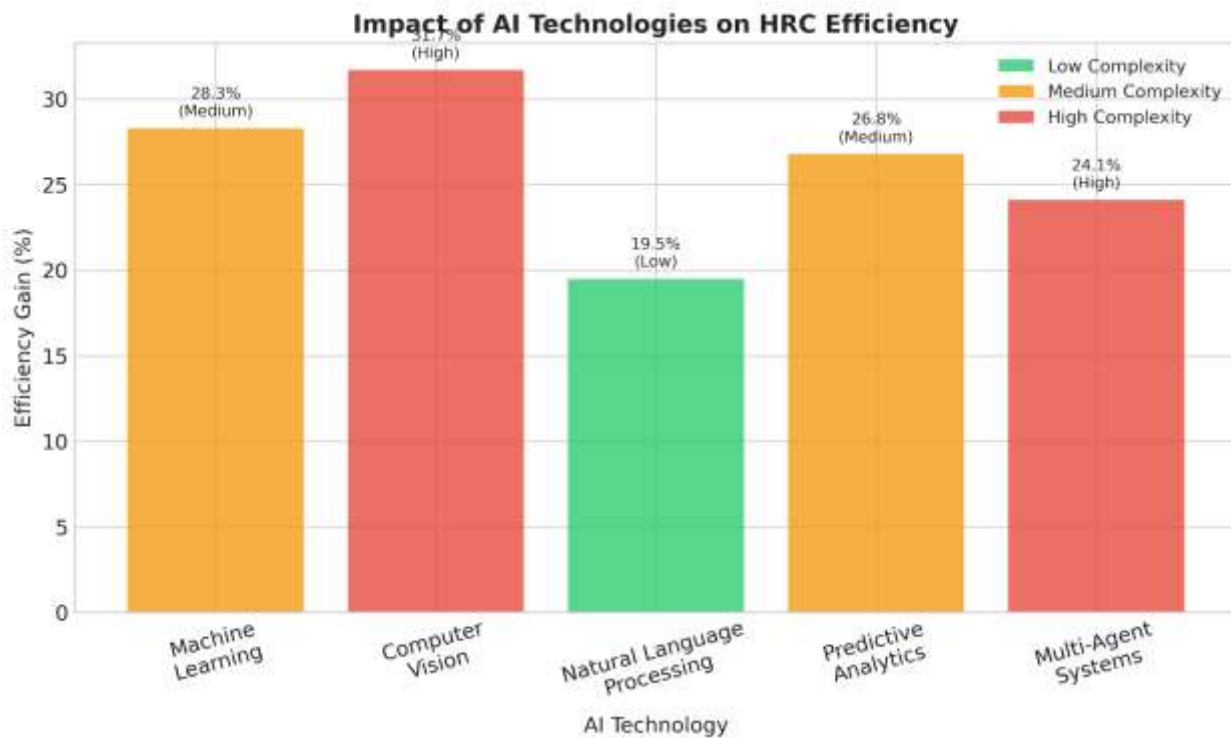 Impact of AI Technologies on HRC Efficiency
31.7%
(High)
28.3%
(Medium)
26.8%
(Medium)
24.1%
(High)
19.5%
(Low)
Low Complexity
Medium Complexity
High Complexity
Efficiency Gain (%)
30
25
20
15
10
5
0
Machine
Learning
Computer
Vision
Natural Language
Processing
Predictive
Analytics
Multi-Agent
Systems
AI Technology